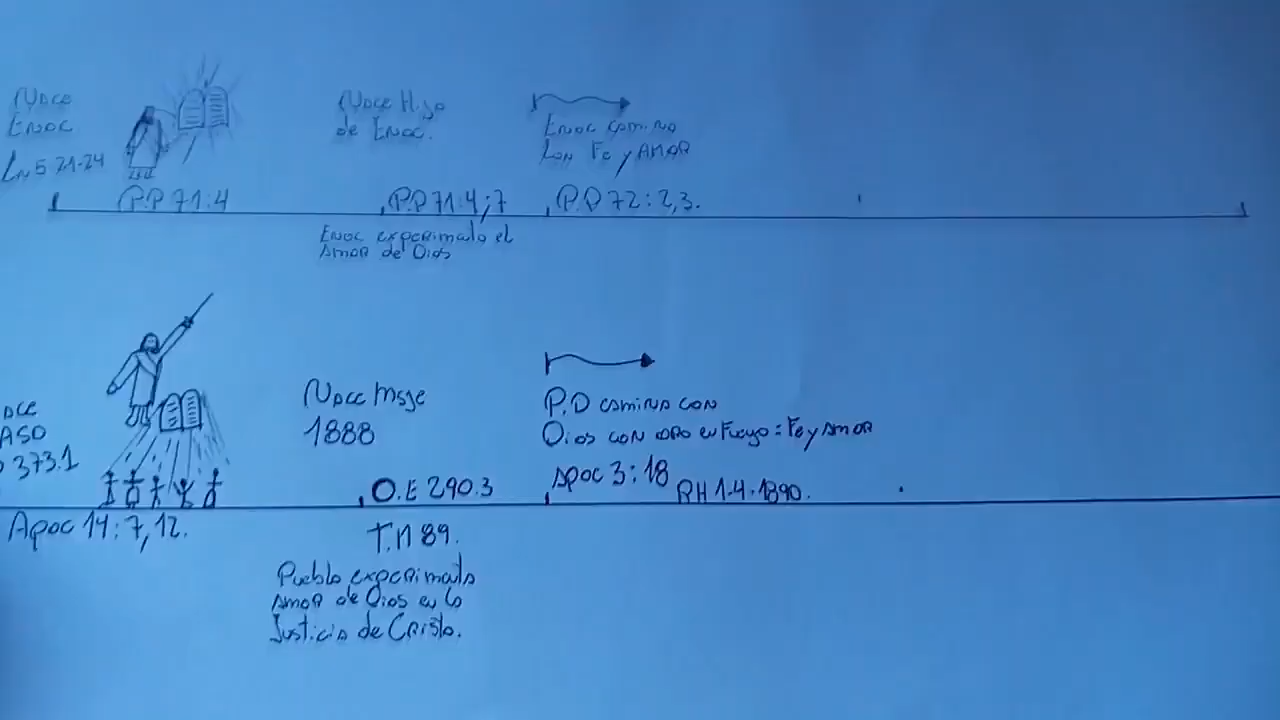 Nace
Enoc
Gn 5 21-24
P.P 71:4
Nace Hijo
de Enoc.
P.P 71:4;7
Enoc experimento el
Amor de Dios
Enoc camina
con Fe y Amor
P.P 72:2,3.
ACE
ASD
373.1
Apoc 14:7,12.
Nace Msje
1888
O.E 290.3
T.M 89.
Pueblo experimenta
Amor de Dios en la
Justicia de Cristo.
P.D camina con
Dios con oro en Fuego = Fe y Amor
Apoc 3:18
RH 1.4.1890.